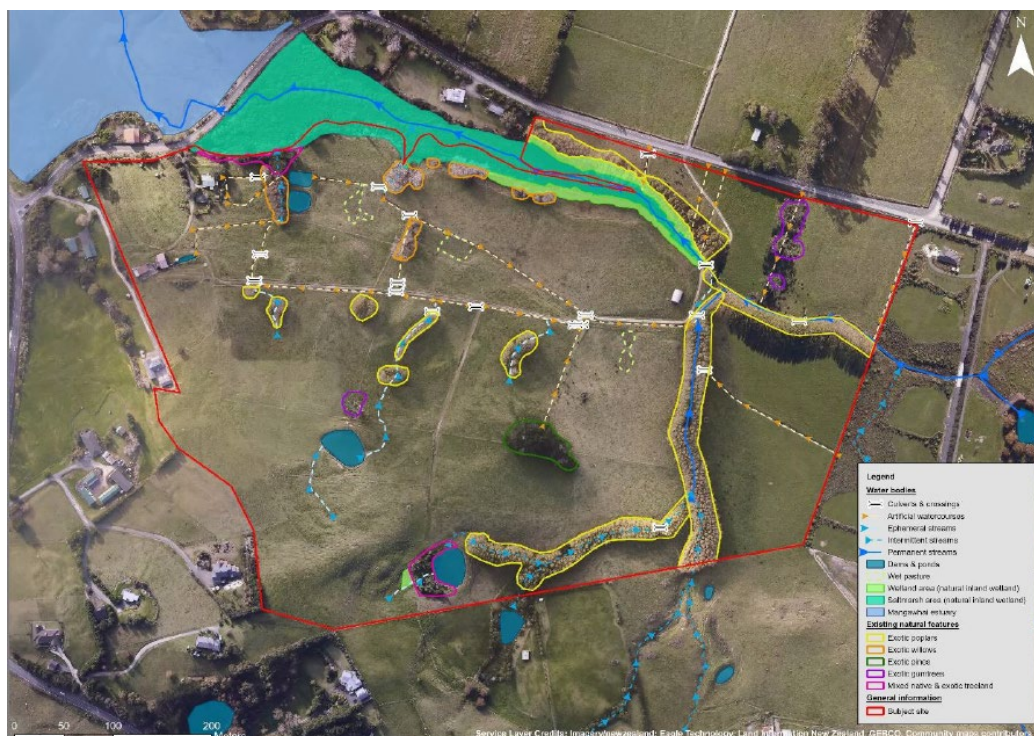 N
Legend
Water bodies
Culverts & crossings
Artificial watercourses
Ephemeral streams
Intermittent streams
Permanent streams
Dams & ponds
Wet pasture
Wetland area (natural inland wetland)
Saltmarsh area (natural inland wetland)
Mangawhai estuary
Existing natural features
Exotic poplars
Exotic willows
Exotic pines
Exotic gumtrees
Mixed native & exotic treeland
General information
Subject site
0 50 100 200
Meters
Service Layer Credits: Imagery/newzealand: Eagle Technology, Land Information New Zealand, GEBCO, Community maps contributors